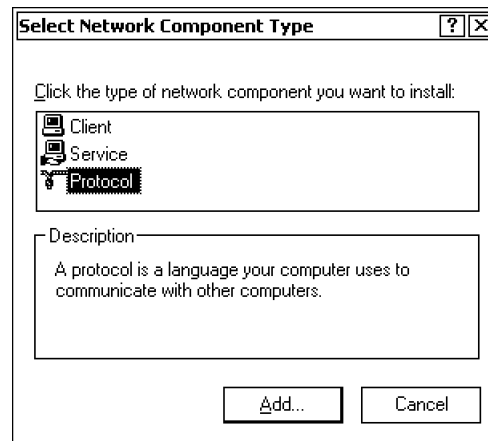 Select Network Component Type
? X
Click the type of network component you want to install:
Client
Service
Protocol
Description
A protocol is a language your computer uses to
communicate with other computers.
Add...
Cancel